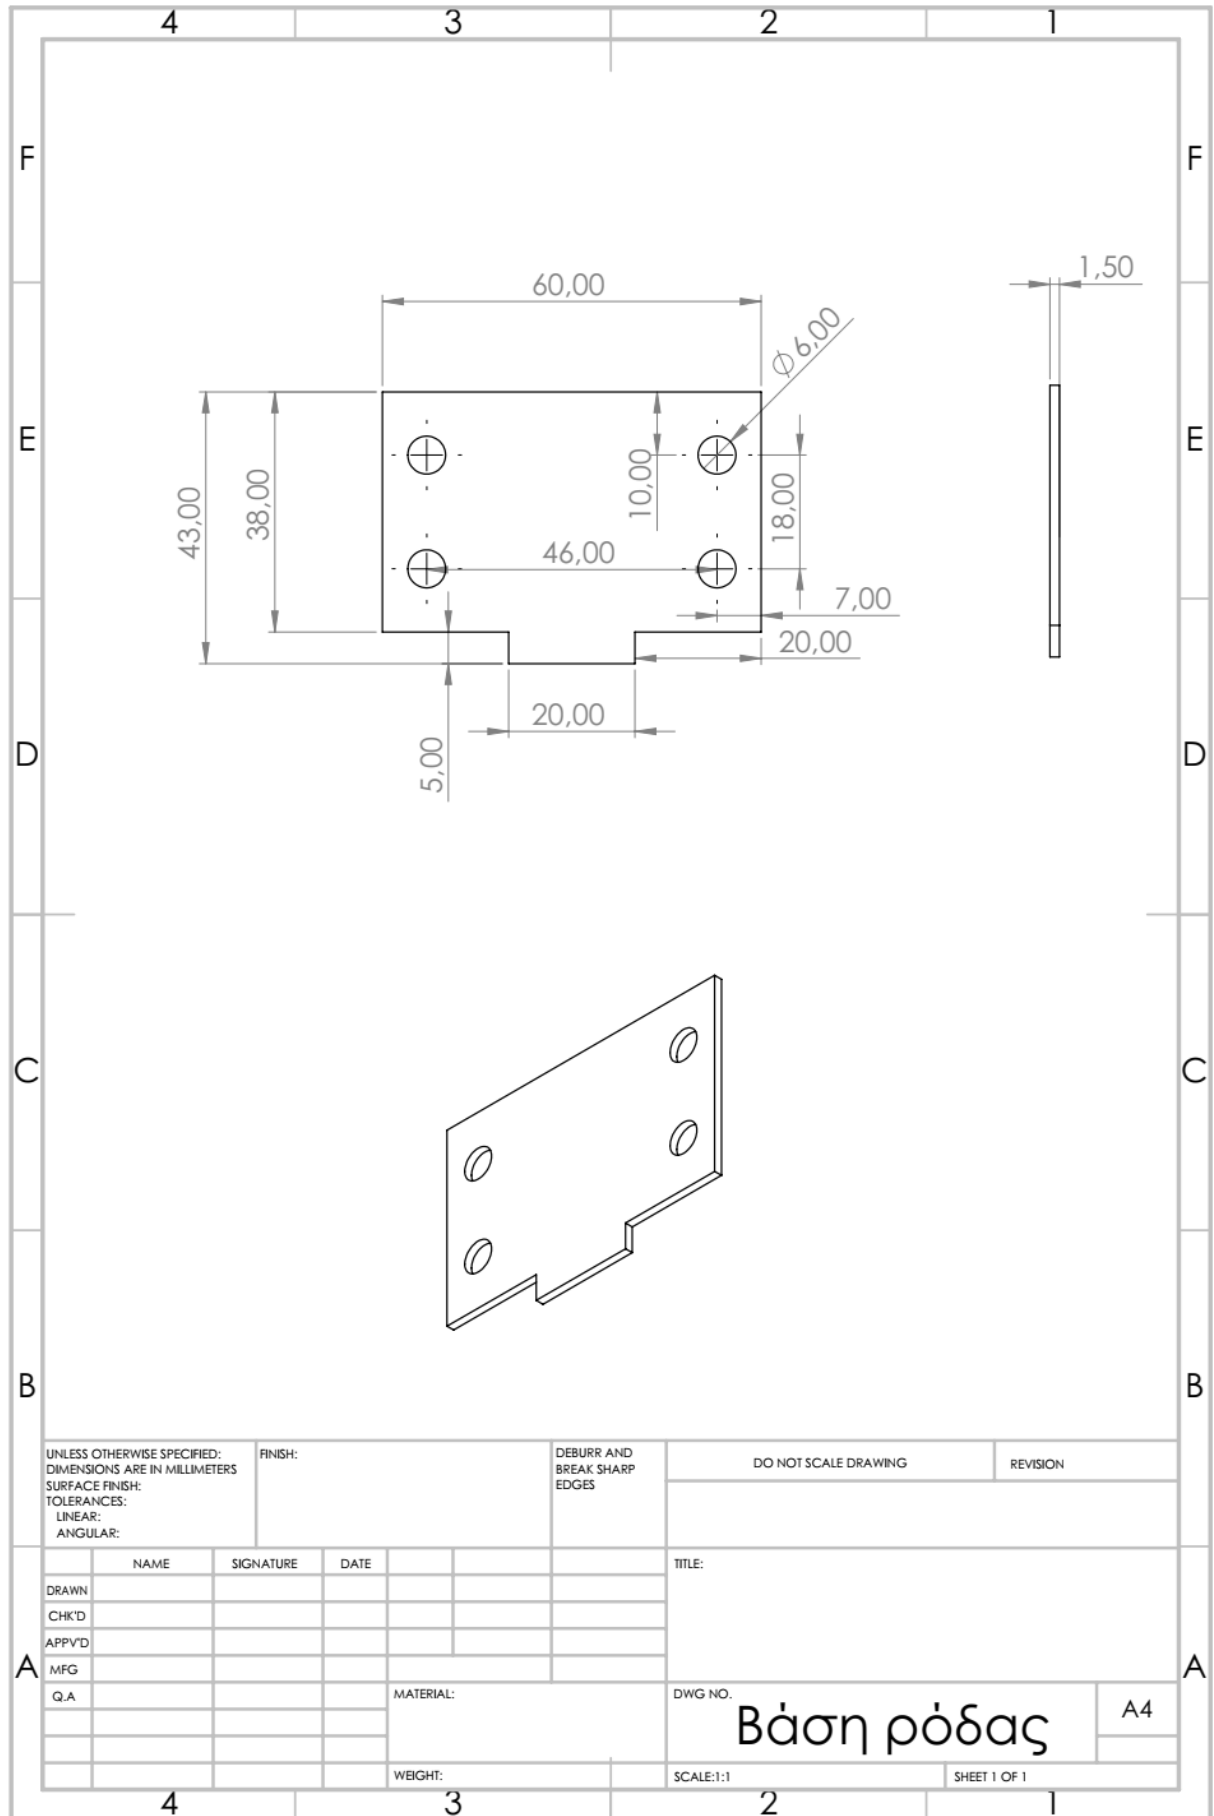 4 3 2 1
F F
1,50
60,00
Φ 6,00
E E
43,00
38,00
10,00
18,00
46,00
7,00
20,00
20,00
5,00
D D
C C
B B
UNLESS OTHERWISE SPECIFIED:
DIMENSIONS ARE IN MILLIMETERS
SURFACE FINISH:
TOLERANCES:
LINEAR:
ANGULAR:
FINISH:
DEBURR AND
BREAK SHARP
EDGES
DO NOT SCALE DRAWING
REVISION
NAME SIGNATURE DATE
TITLE:
DRAWN
CHK'D
APPV'D
A A
MFG
Q.A
MATERIAL:
DWG NO.
Βάση ρόδας
A4
WEIGHT:
SCALE:1:1
SHEET 1 OF 1
4 3 2 1